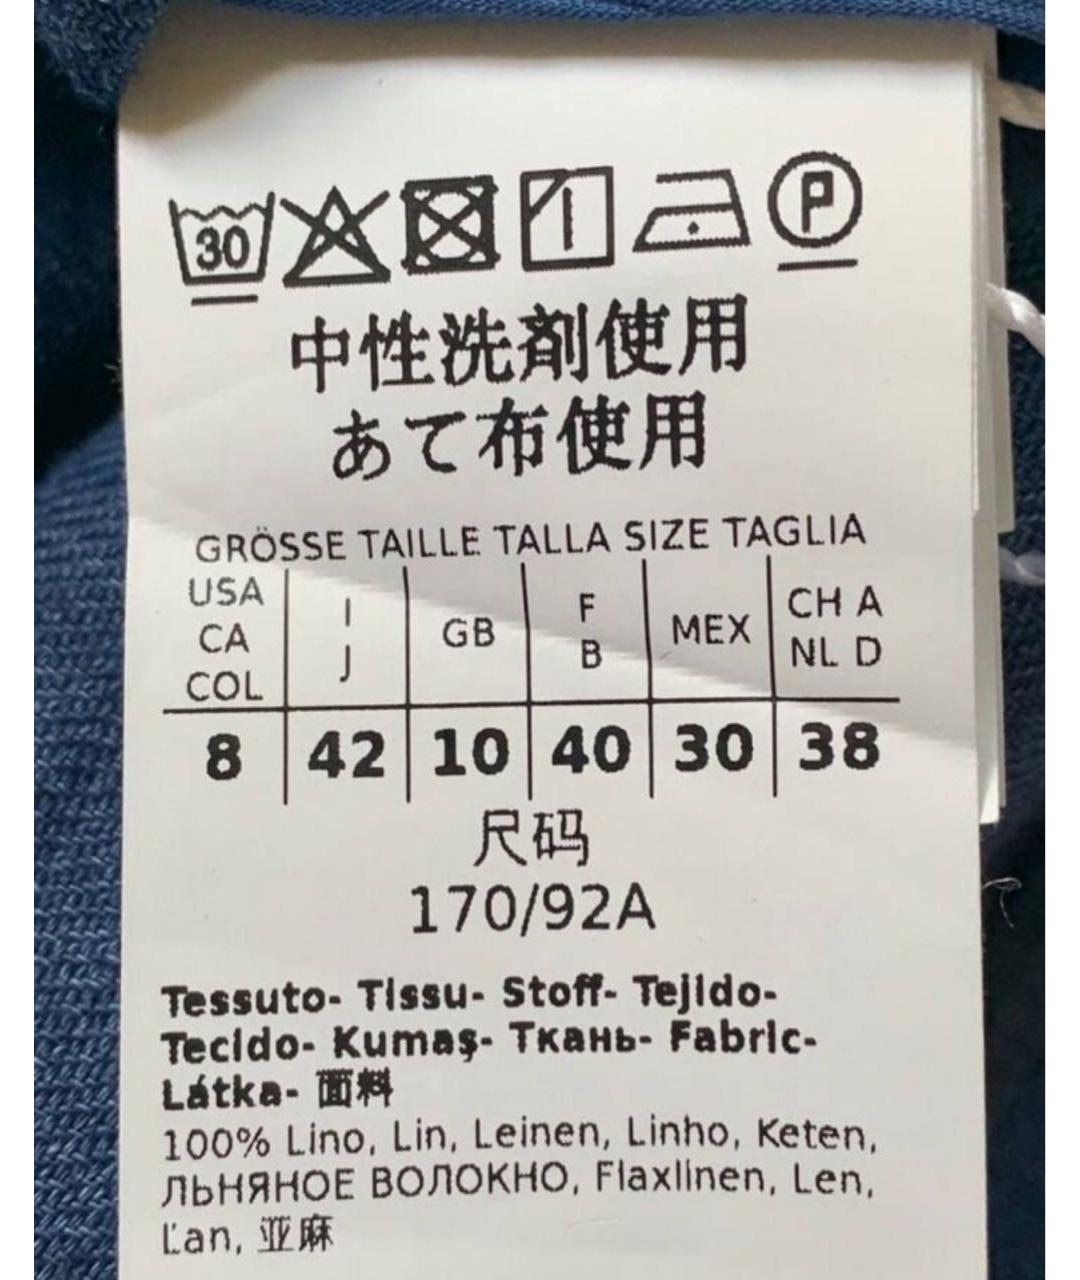 30 P
中性洗剤使用
あて布使用
GRÖSSE TAILLE TALLA SIZE TAGLIA
USA CA COL I J GB F B MEX CH A NL D
8 42 10 40 30 38
尺码
170/92A
Tessuto- Tissu- Stoff- Tejido-
Tecido- Kumaş- Ткань- Fabric-
Látka- 面料
100% Lino, Lin, Leinen, Linho, Keten,
ЛЬНЯНОЕ ВОЛОКНО, Flaxlinen, Len,
Ľan, 亚麻